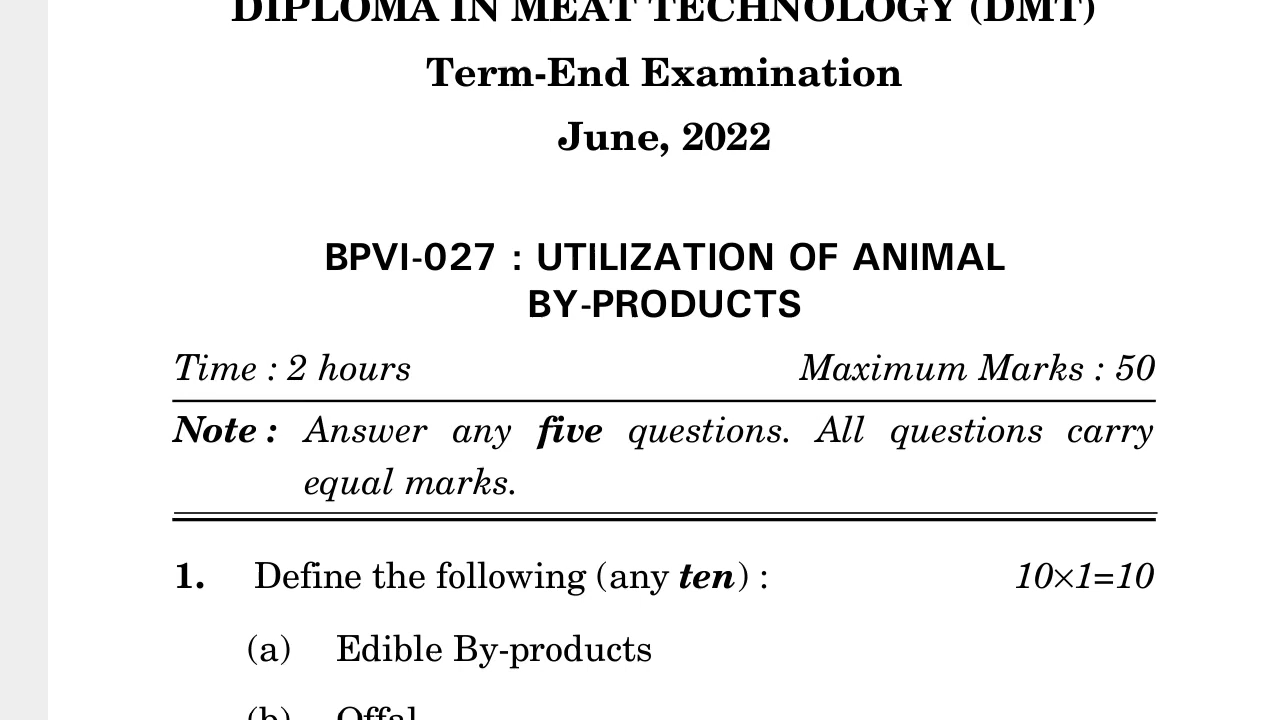 DIPLOMA IN MEAT TECHNOLOGY (DMT)
Term-End Examination
June, 2022
BPVI-027 : UTILIZATION OF ANIMAL
BY-PRODUCTS
Time : 2 hours Maximum Marks : 50
Note : Answer any five questions. All questions carry
equal marks.
1. Define the following (any ten) : 10×1=10
(a) Edible By-products
(b) Offal